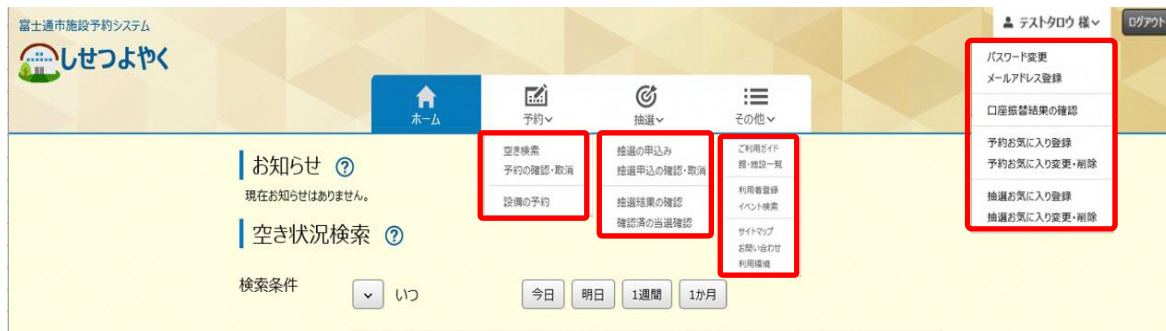 富士通市施設予約システム
しせつよやく
テストタロウ 様
ログアウト
ホーム
予約
抽選
その他
パスワード変更
メールアドレス登録
口座振替結果の確認
予約お気に入り登録
予約お気に入り変更・削除
抽選お気に入り登録
抽選お気に入り変更・削除
空き検索
予約の確認・取消
設備の予約
抽選の申込み
抽選申込の確認・取消
抽選結果の確認
確認済の当選確認
ご利用ガイド
館・施設一覧
利用者登録
イベント検索
サイトマップ
お問い合わせ
利用環境
お知らせ ?
現在お知らせはありません。
空き状況検索 ?
検索条件
いつ
今日 明日 1週間 1か月